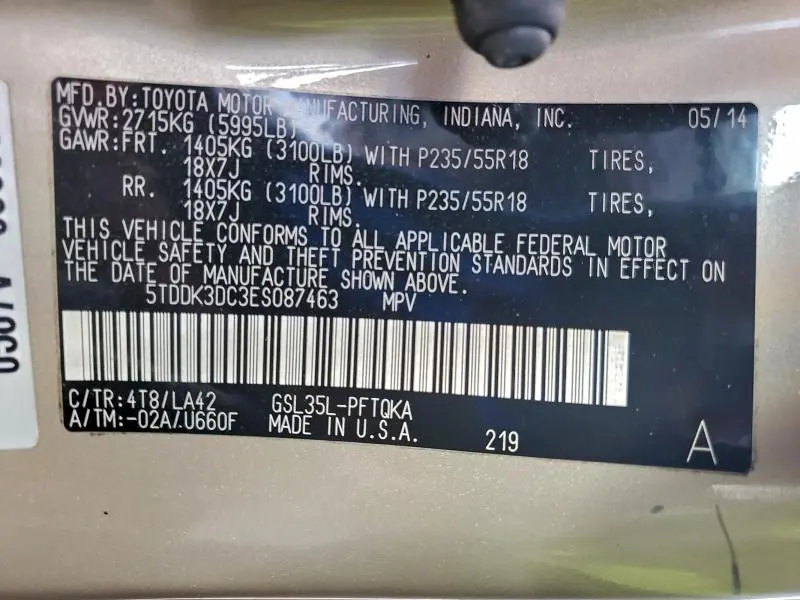 MFD.BY:TOYOTA MOTOR MANUFACTURING, INDIANA, INC. 05/14
GVWR:2715KG (5995LB)
GAWR:FRT. 1405KG (3100LB) WITH P235/55R18 TIRES,
18X7J RIMS.
RR. 1405KG (3100LB) WITH P235/55R18 TIRES,
18X7J RIMS.
THIS VEHICLE CONFORMS TO ALL APPLICABLE FEDERAL MOTOR
VEHICLE SAFETY AND THEFT PREVENTION STANDARDS IN EFFECT ON
THE DATE OF MANUFACTURE SHOWN ABOVE.
5TDDK3DC3ES087463 MPV
C/TR:4T8/LA42 GSL35L-PFTQKA
A/TM:-02A/U660F MADE IN U.S.A. 219 A